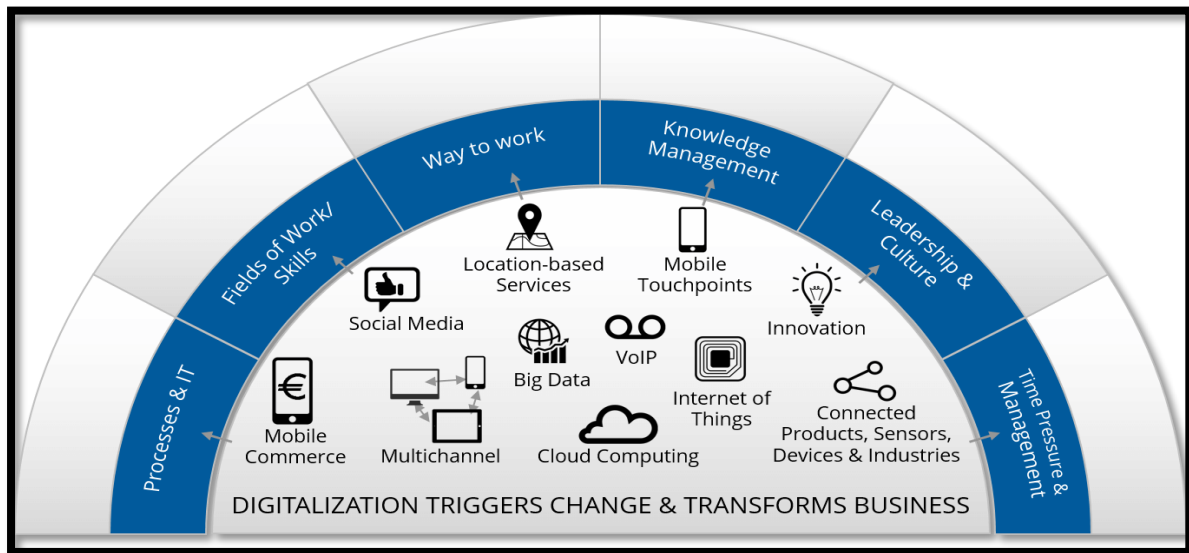 Way to work
Knowledge
Management
Fields of Work/
Skills
Leadership &
Culture
Processes & IT
Time Pressure &
Management
Location-based
Services
Mobile
Touchpoints
Social Media
Innovation
Big Data
VoIP
Internet of
Things
Mobile
Commerce
€
Multichannel
Cloud Computing
Connected
Products, Sensors,
Devices & Industries
DIGITALIZATION TRIGGERS CHANGE & TRANSFORMS BUSINESS